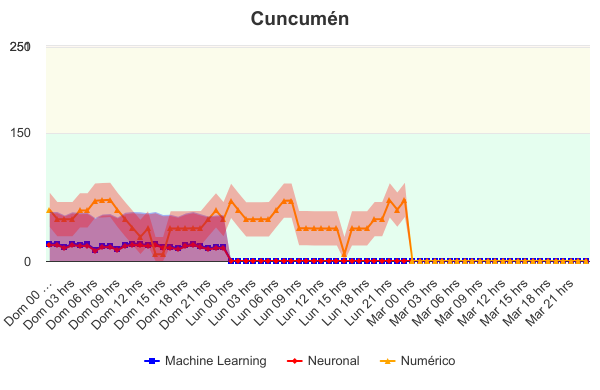 Cuncumén
250
150
0
Dom 00 ...
Dom 03 hrs
Dom 06 hrs
Dom 09 hrs
Dom 12 hrs
Dom 15 hrs
Dom 18 hrs
Dom 21 hrs
Lun 00 hrs
Lun 03 hrs
Lun 06 hrs
Lun 09 hrs
Lun 12 hrs
Lun 15 hrs
Lun 18 hrs
Lun 21 hrs
Mar 00 hrs
Mar 03 hrs
Mar 06 hrs
Mar 09 hrs
Mar 12 hrs
Mar 15 hrs
Mar 18 hrs
Mar 21 hrs
Machine Learning Neuronal Numérico